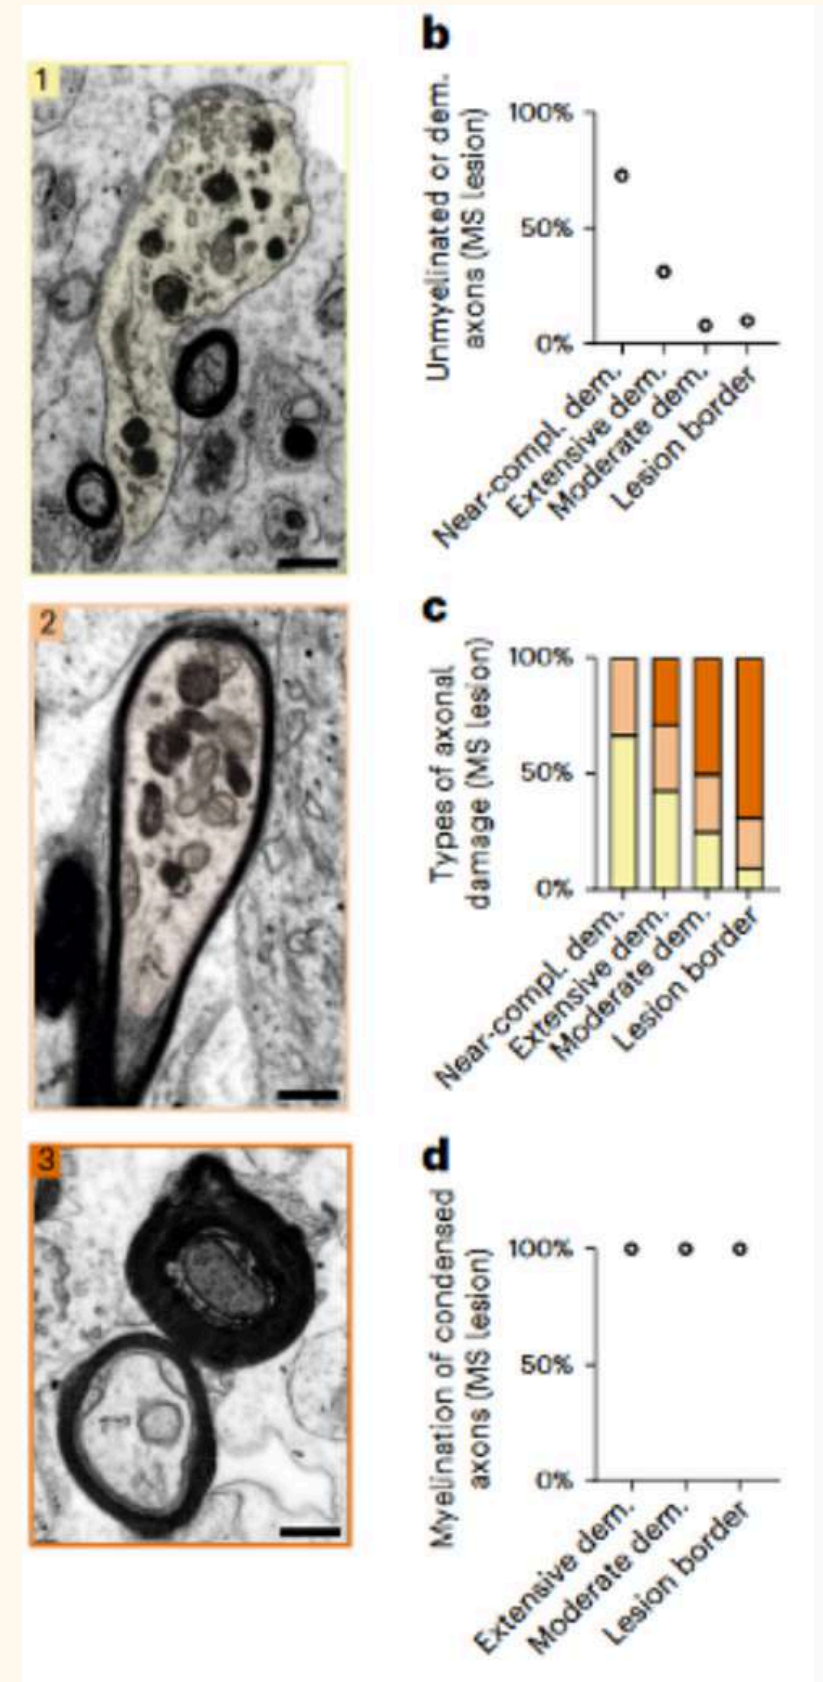 1
2
3
b
Unmyelinated or dem.
axons (MS lesion)
100%
50%
0%
Near-compl. dem.
Extensive dem.
Moderate dem.
Lesion border
c
Types of axonal
damage (MS lesion)
100%
50%
0%
Near-compl. dem.
Extensive dem.
Moderate dem.
Lesion border
d
Myelination of condensed
axons (MS lesion)
100%
50%
0%
Extensive dem.
Moderate dem.
Lesion border